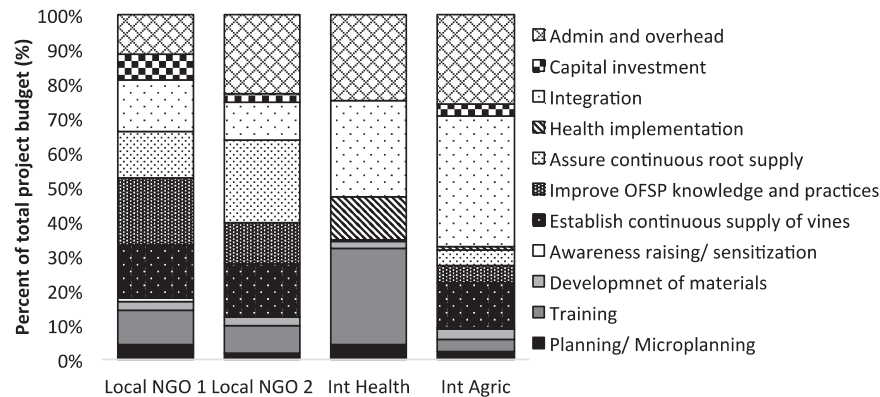 Percent of total project budget (%)
100%
90%
80%
70%
60%
50%
40%
30%
20%
10%
0%
Local NGO 1 Local NGO 2 Int Health Int Agric
Admin and overhead
Capital investment
Integration
Health implementation
Assure continuous root supply
Improve OFSP knowledge and practices
Establish continuous supply of vines
Awareness raising/ sensitization
Developmnet of materials
Training
Planning/ Microplanning